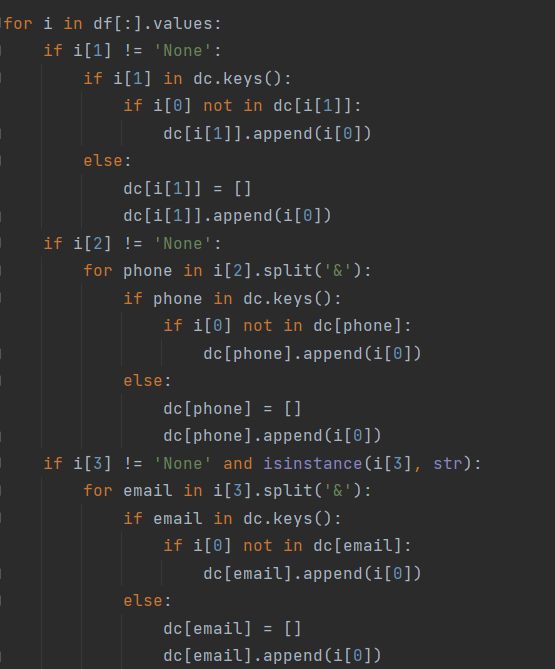 for i in df[:].values:
    if i[1] != 'None':
        if i[1] in dc.keys():
            if i[0] not in dc[i[1]]:
                dc[i[1]].append(i[0])
        else:
            dc[i[1]] = []
            dc[i[1]].append(i[0])
    if i[2] != 'None':
        for phone in i[2].split('&'):
            if phone in dc.keys():
                if i[0] not in dc[phone]:
                    dc[phone].append(i[0])
            else:
                dc[phone] = []
                dc[phone].append(i[0])
    if i[3] != 'None' and isinstance(i[3], str):
        for email in i[3].split('&'):
            if email in dc.keys():
                if i[0] not in dc[email]:
                    dc[email].append(i[0])
            else:
                dc[email] = []
                dc[email].append(i[0])